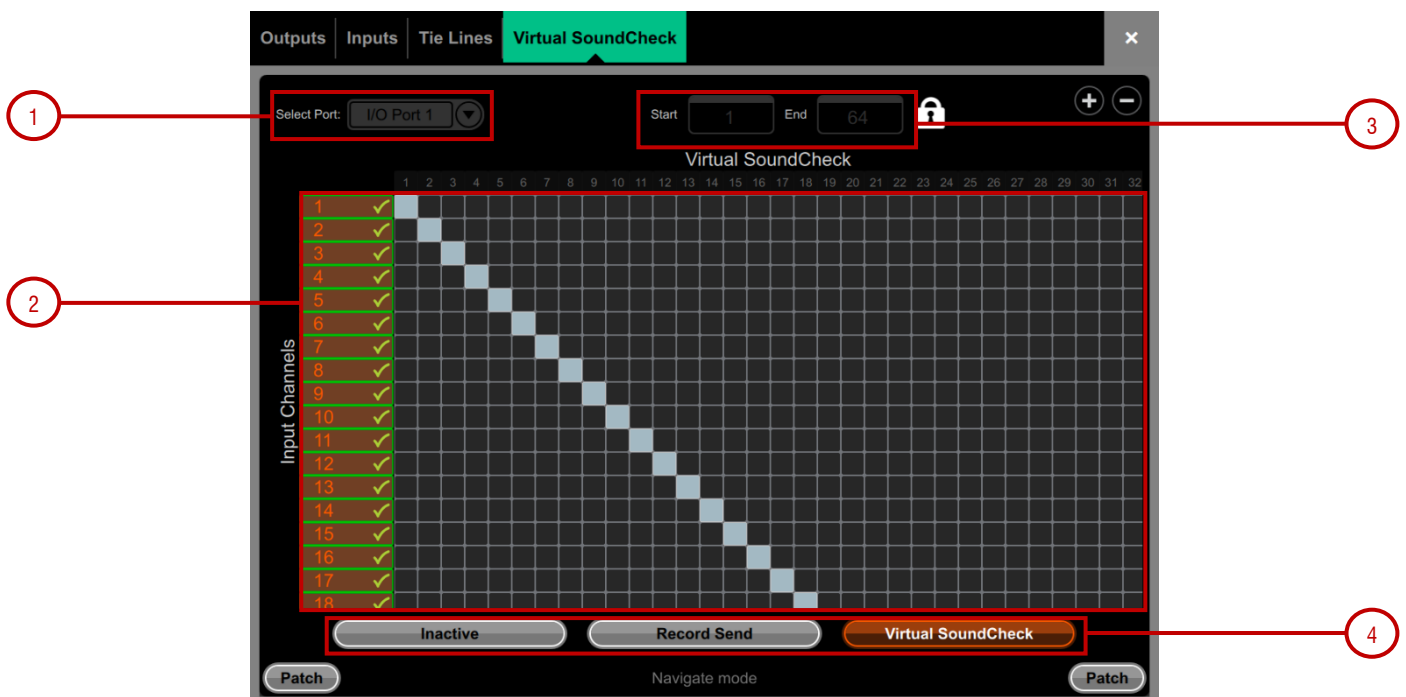 Outputs Inputs Tie Lines Virtual SoundCheck ×
1
Select Port: I/O Port 1
Start 1 End 64
3
Virtual SoundCheck
1 2 3 4 5 6 7 8 9 10 11 12 13 14 15 16 17 18 19 20 21 22 23 24 25 26 27 28 29 30 31 32
2
Input Channels
1
2
3
4
5
6
7
8
9
10
11
12
13
14
15
16
17
18
Inactive Record Send Virtual SoundCheck
4
Patch Navigate mode Patch